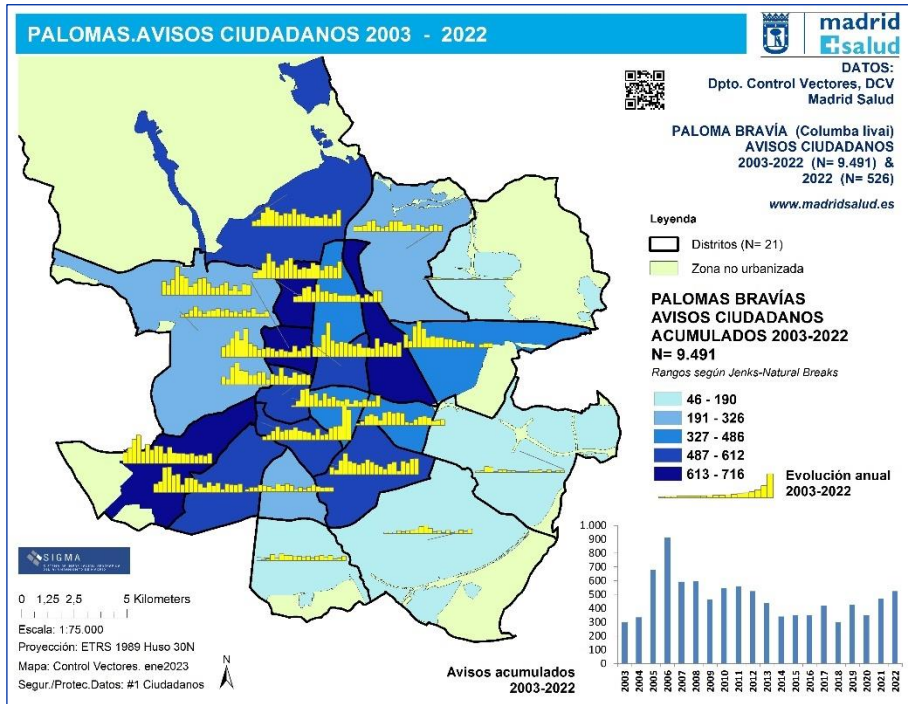 PALOMAS.AVISOS CIUDADANOS 2003 - 2022
madrid
salud
DATOS:
Dpto. Control Vectores, DCV
Madrid Salud
PALOMA BRAVÍA (Columba livai)
AVISOS CIUDADANOS
2003-2022 (N= 9.491) &
2022 (N= 526)
www.madridsalud.es
Leyenda
Distritos (N= 21)
Zona no urbanizada
PALOMAS BRAVÍAS
AVISOS CIUDADANOS
ACUMULADOS 2003-2022
N= 9.491
Rangos según Jenks-Natural Breaks
46 - 190
191 - 326
327 - 486
487 - 612
613 - 716
Evolución anual
2003-2022
SIGMA
0 1,25 2,5 5 Kilometers
Escala: 1:75.000
Proyección: ETRS 1989 Huso 30N
Mapa: Control Vectores. ene2023
Segur./Protec.Datos: #1 Ciudadanos
N
Avisos acumulados
2003-2022
1.000
900
800
700
600
500
400
300
200
100
0
2003
2004
2005
2006
2007
2008
2009
2010
2011
2012
2013
2014
2015
2016
2017
2018
2019
2020
2021
2022